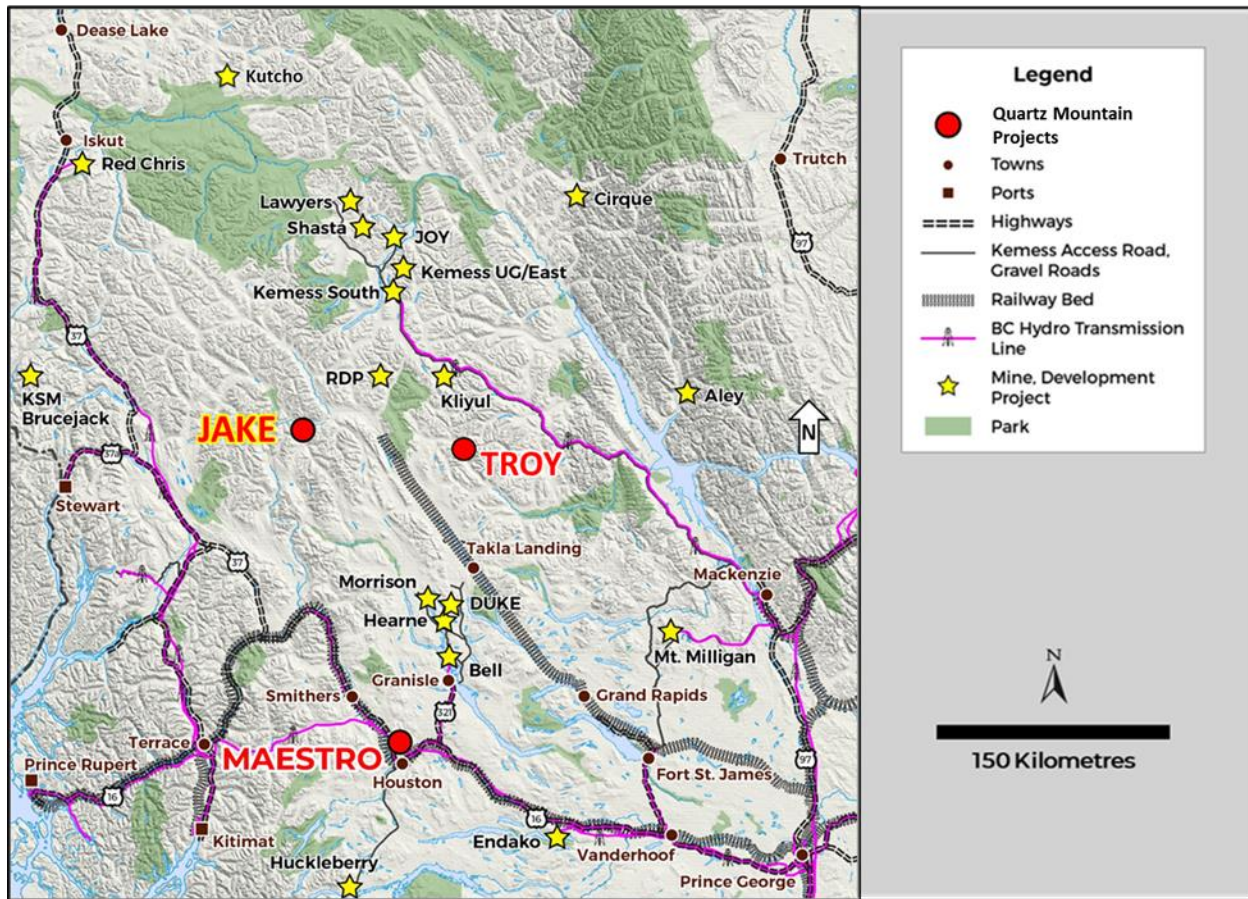 Dease Lake
Kutcho
Iskut
Red Chris
Trutch
Lawyers
Cirque
Shasta
JOY
97
Kemess UG/East
Kemess South
37
RDP
KSM
Brucejack
Kliyul
Aley
JAKE
N
TROY
37a
Stewart
Takla Landing
37
Mackenzie
Morrison
DUKE
Hearne
Mt. Milligan
Bell
Granisle
Smithers
Grand Rapids
321
Terrace
MAESTRO
Prince Rupert
Houston
Fort St. James
97
16
16
Kitimat
Endako
Vanderhoof
Huckleberry
Prince George
Legend
Quartz Mountain
Projects
Towns
Ports
Highways
Kemess Access Road,
Gravel Roads
Railway Bed
BC Hydro Transmission
Line
Mine, Development
Project
Park
N
150 Kilometres